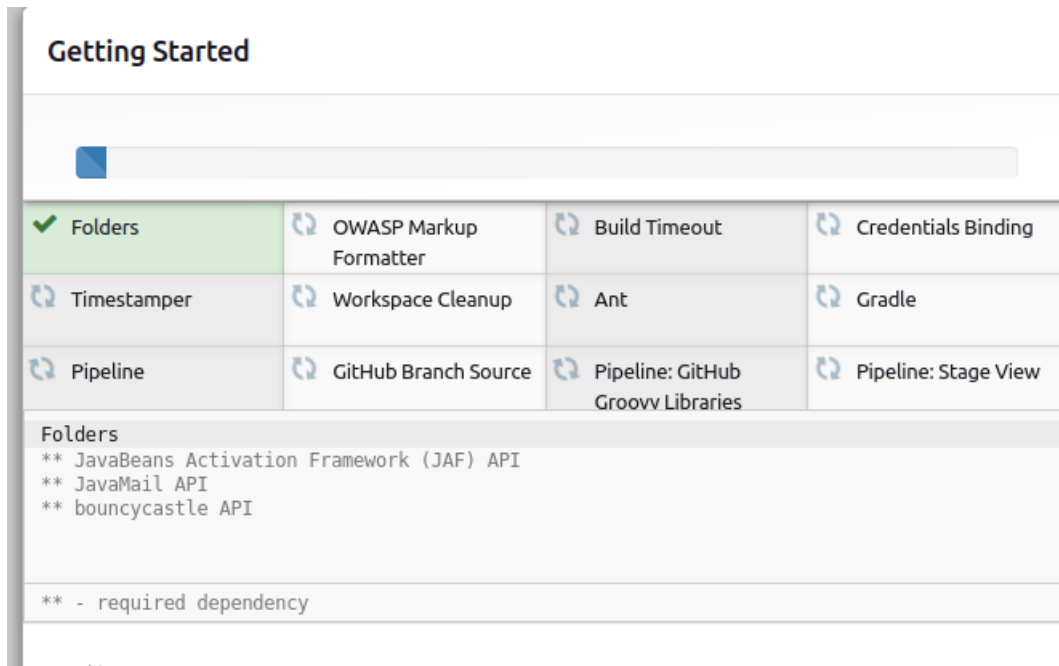 Getting Started
Folders
OWASP Markup
Formatter
Build Timeout
Credentials Binding
Timestamper
Workspace Cleanup
Ant
Gradle
Pipeline
GitHub Branch Source
Pipeline: GitHub
Groovy Libraries
Pipeline: Stage View
Folders
** JavaBeans Activation Framework (JAF) API
** JavaMail API
** bouncycastle API
** - required dependency